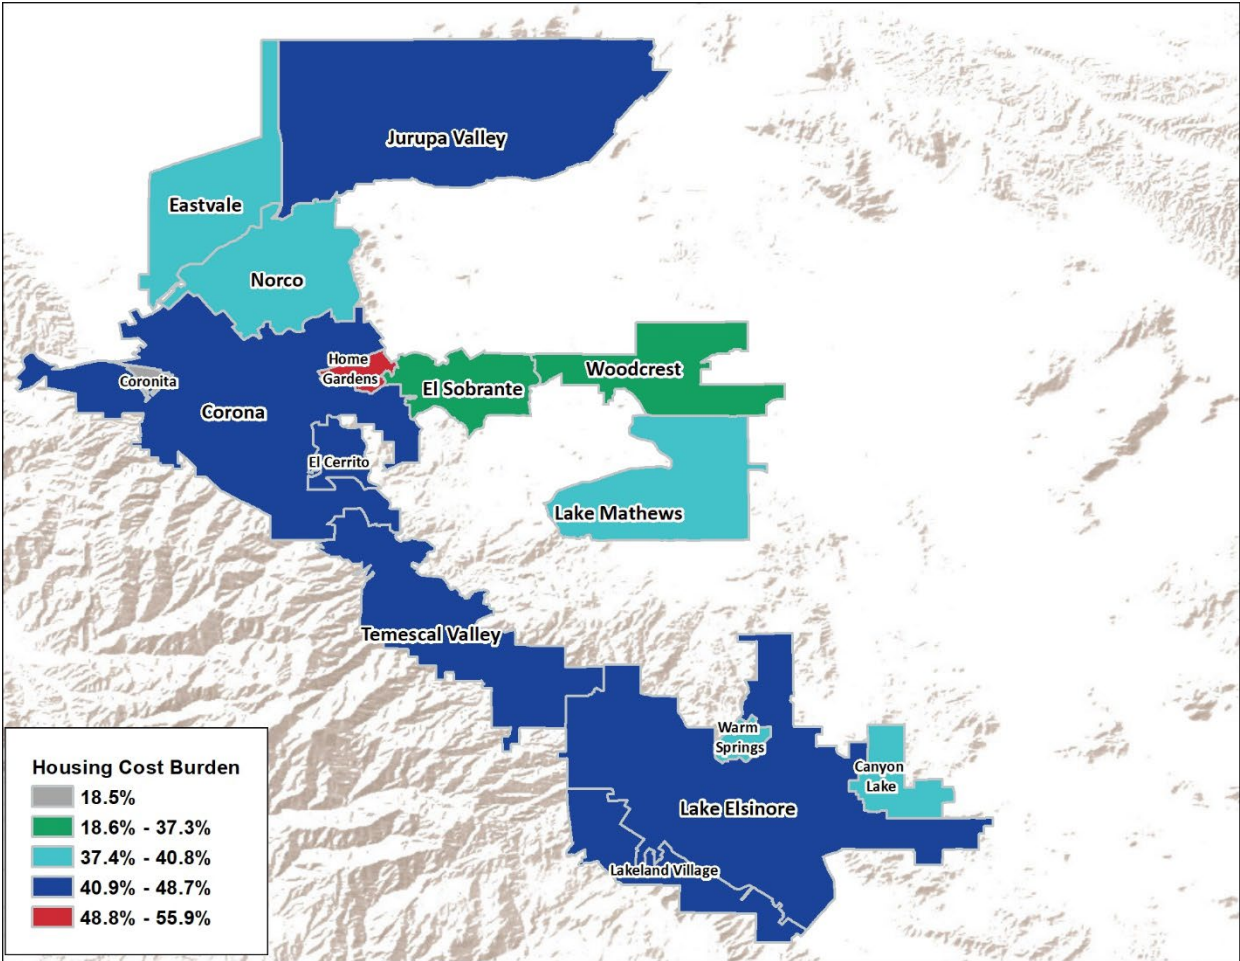 Jurupa Valley
Eastvale
Norco
Home
Gardens
Woodcrest
Coronita
El Sobrante
Corona
El Cerrito
Lake Mathews
Temescal Valley
Warm
Springs
Canyon
Lake
Lake Elsinore
Lakeland Village
Housing Cost Burden
18.5%
18.6% - 37.3%
37.4% - 40.8%
40.9% - 48.7%
48.8% - 55.9%